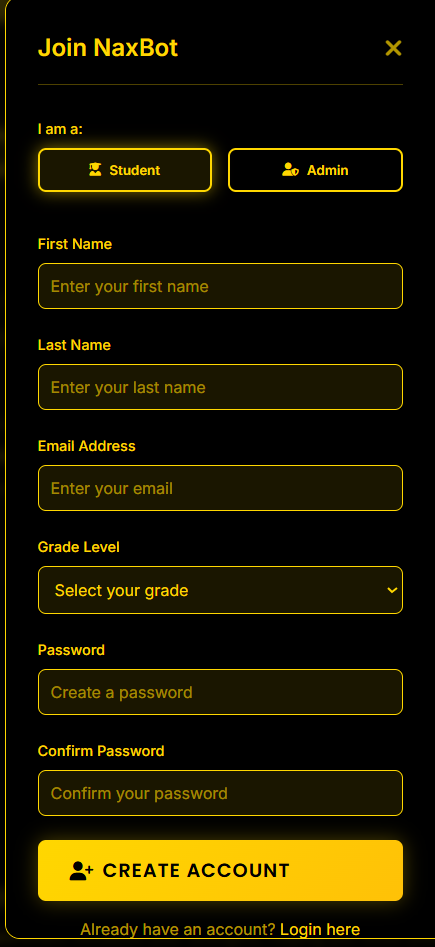 Join NaxBot
I am a:
Student Admin
First Name
Enter your first name
Last Name
Enter your last name
Email Address
Enter your email
Grade Level
Select your grade
Password
Create a password
Confirm Password
Confirm your password
CREATE ACCOUNT
Already have an account? Login here